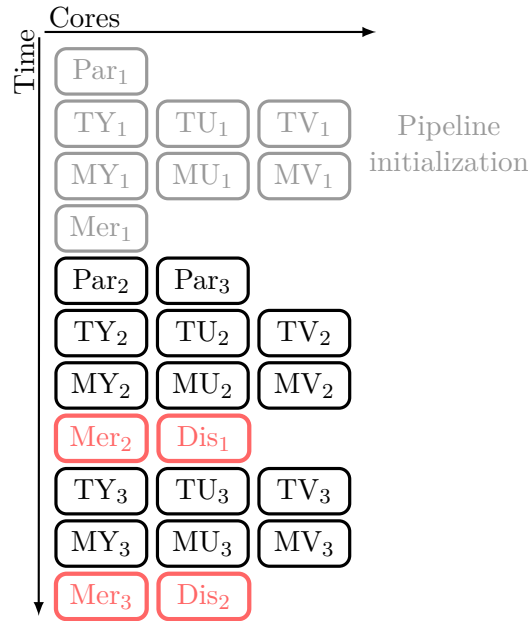 Cores
Time
Par₁
TY₁ TU₁ TV₁
Pipeline
initialization
MY₁ MU₁ MV₁
Mer₁
Par₂ Par₃
TY₂ TU₂ TV₂
MY₂ MU₂ MV₂
Mer₂ Dis₁
TY₃ TU₃ TV₃
MY₃ MU₃ MV₃
Mer₃ Dis₂